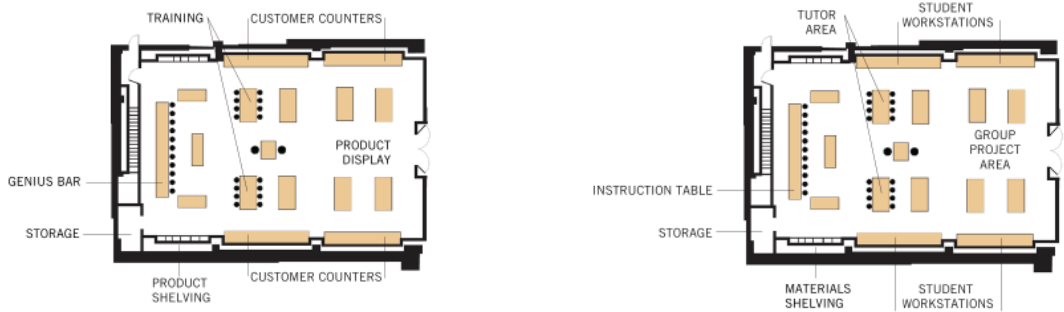 TRAINING
CUSTOMER COUNTERS
PRODUCT
DISPLAY
GENIUS BAR
STORAGE
PRODUCT
SHELVING
CUSTOMER COUNTERS
TUTOR
AREA
STUDENT
WORKSTATIONS
GROUP
PROJECT
AREA
INSTRUCTION TABLE
STORAGE
MATERIALS
SHELVING
STUDENT
WORKSTATIONS